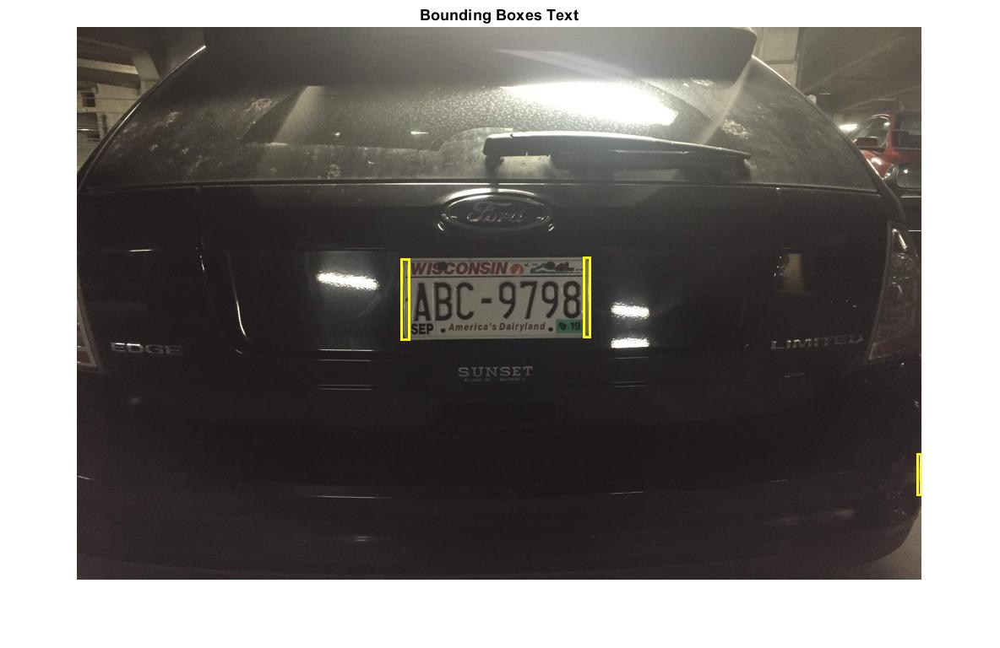 Bounding Boxes Text
Ford
WISCONSIN
ABC-9798
SEP America's Dairyland 19
EDGE
LIMITED
SUNSET